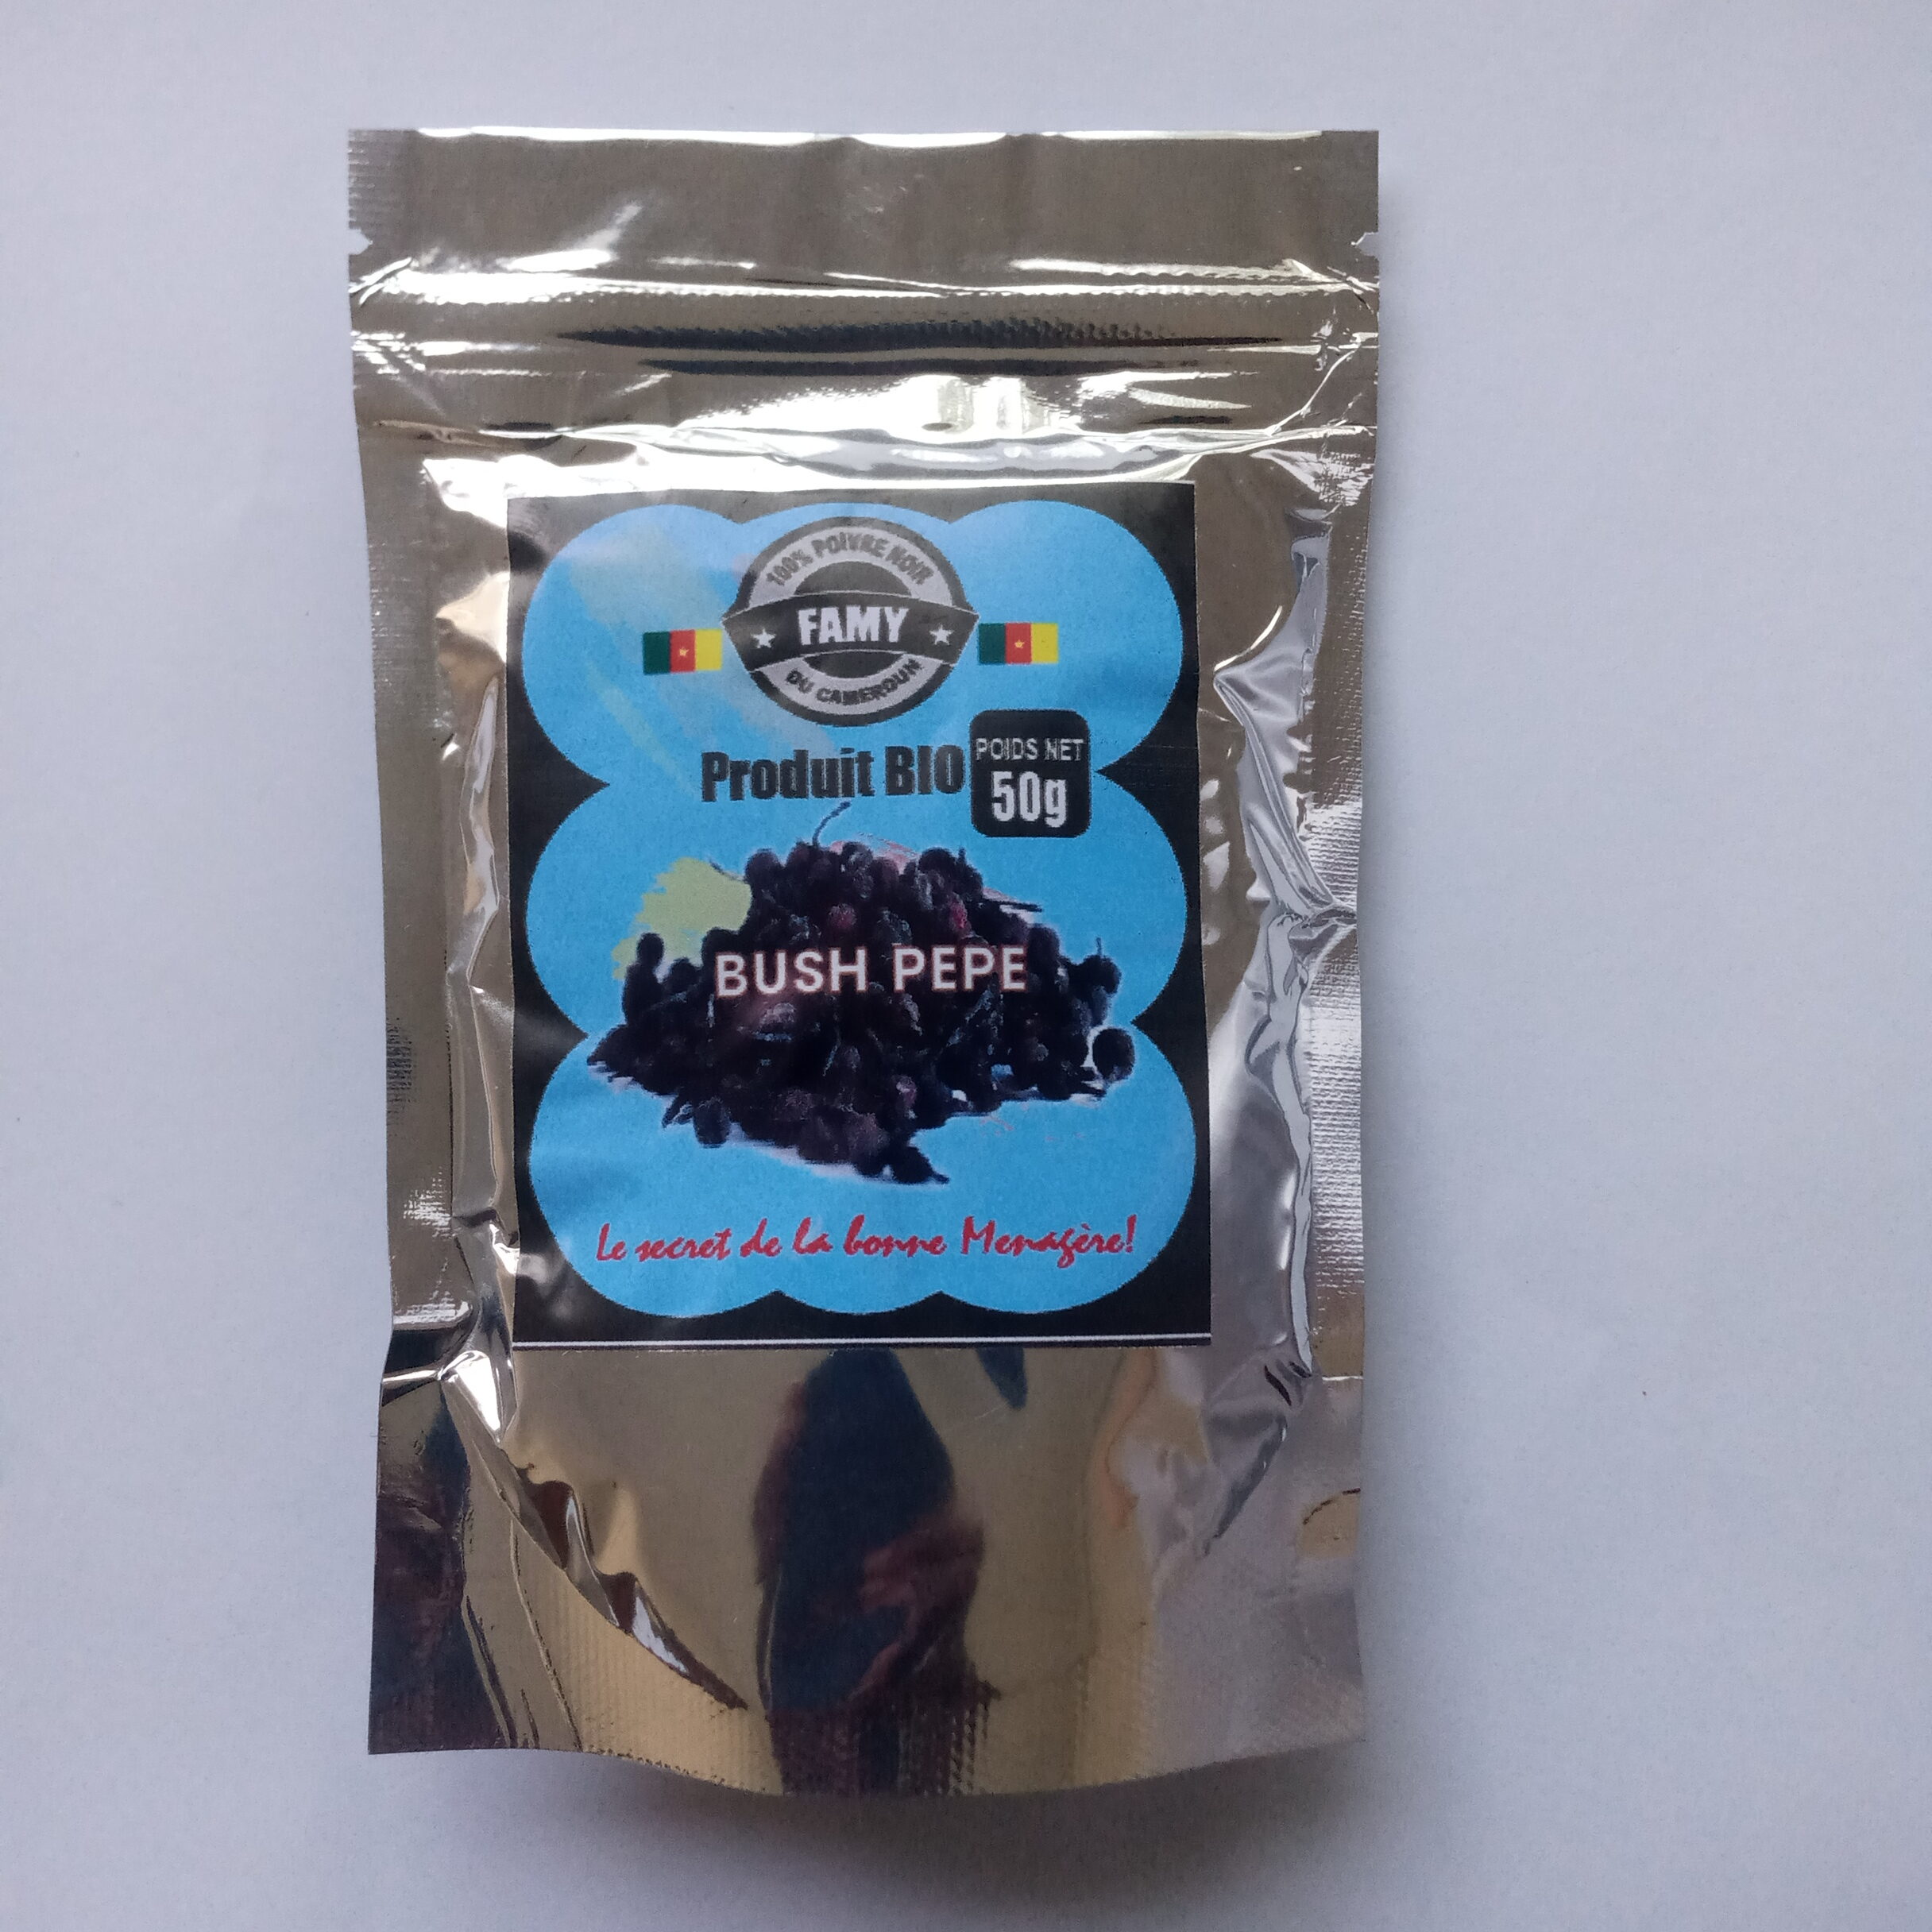 100% POIVRE NOIR
FAMY
DU CAMEROUN
Produit BIO
POIDS NET
50g
BUSH PEPE
Le secret de la bonne Menagère!